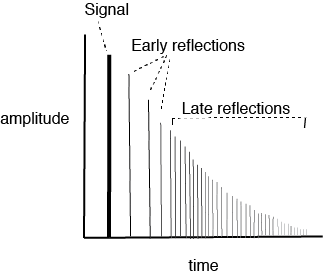 Signal
Early reflections
Late reflections
amplitude
time